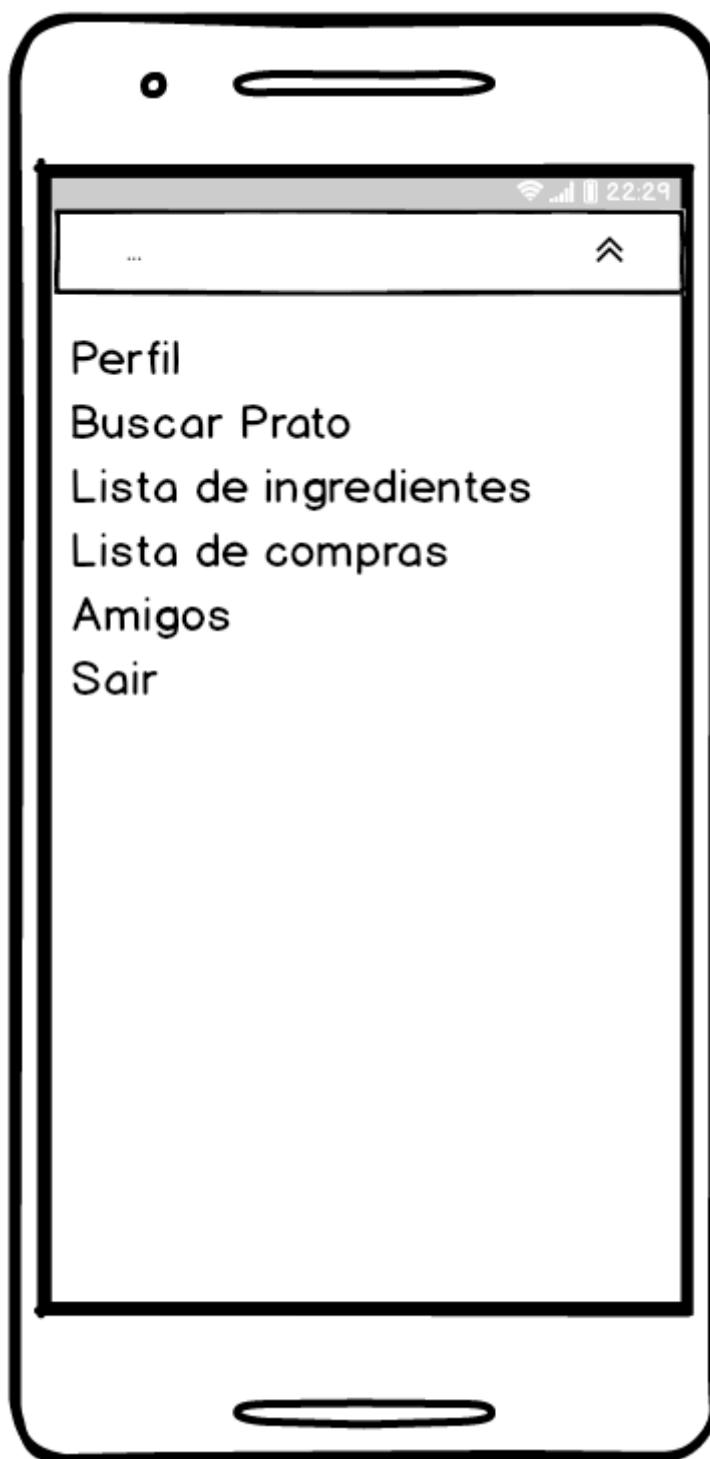 22:29
...
Perfil
Buscar Prato
Lista de ingredientes
Lista de compras
Amigos
Sair